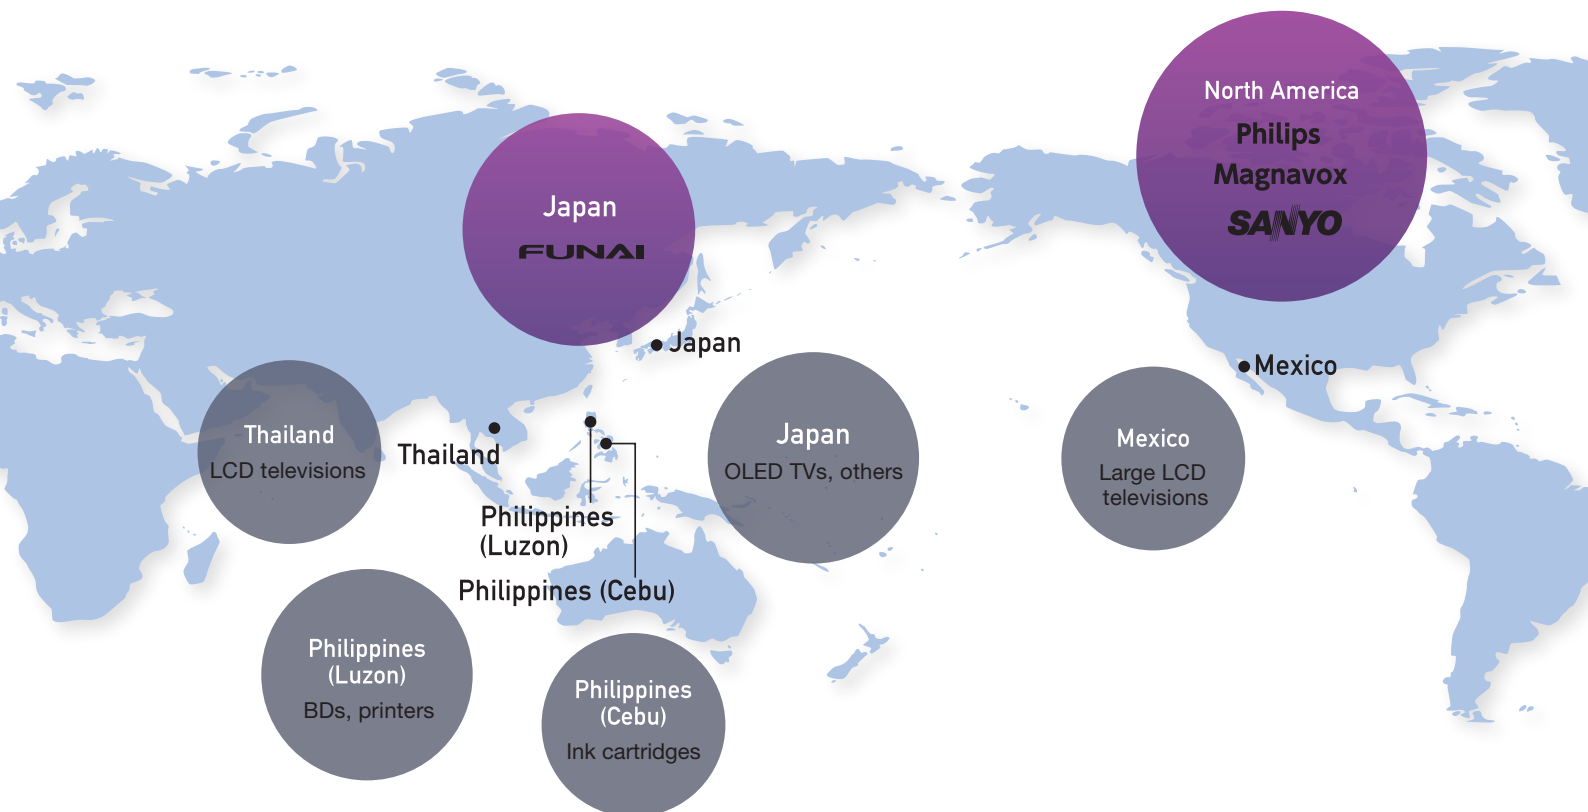 North America
Philips
Magnavox
SANYO
Japan
FUNAI
Japan
Mexico
Thailand
LCD televisions
Thailand
Japan
OLED TVs, others
Mexico
Large LCD
televisions
Philippines
(Luzon)
Philippines (Cebu)
Philippines
(Luzon)
BDs, printers
Philippines
(Cebu)
Ink cartridges